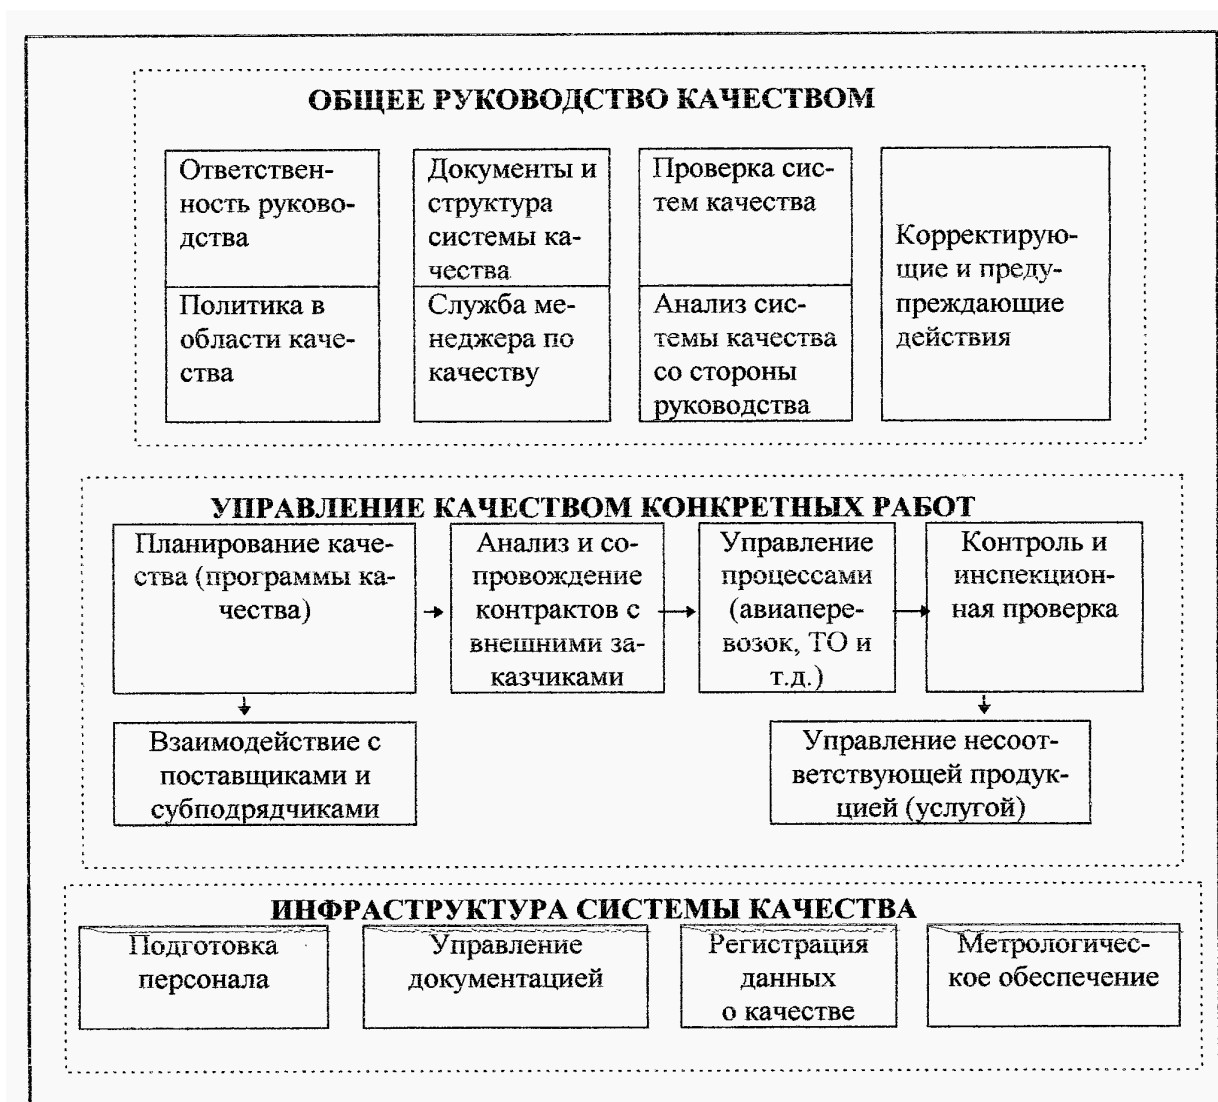 ОБЩЕЕ РУКОВОДСТВО КАЧЕСТВОМ
Ответствен-
ность руково-
дства
Политика в
области каче-
ства
Документы и
структура
системы ка-
чества
Служба ме-
неджера по
качеству
Проверка сис-
тем качества
Анализ сис-
темы качества
со стороны
руководства
Корректирую-
щие и преду-
преждающие
действия
УПРАВЛЕНИЕ КАЧЕСТВОМ КОНКРЕТНЫХ РАБОТ
Планирование каче-
ства (программы ка-
чества)
Анализ и со-
провождение
контрактов с
внешними за-
казчиками
Управление
процессами
(авиапере-
возок, ТО и
т.д.)
Контроль и
инспекцион-
ная проверка
Взаимодействие с
поставщиками и
субподрядчиками
Управление несоот-
ветствующей продук-
цией (услугой)
ИНФРАСТРУКТУРА СИСТЕМЫ КАЧЕСТВА
Подготовка
персонала
Управление
документацией
Регистрация
данных
о качестве
Метрологичес-
кое обеспечение